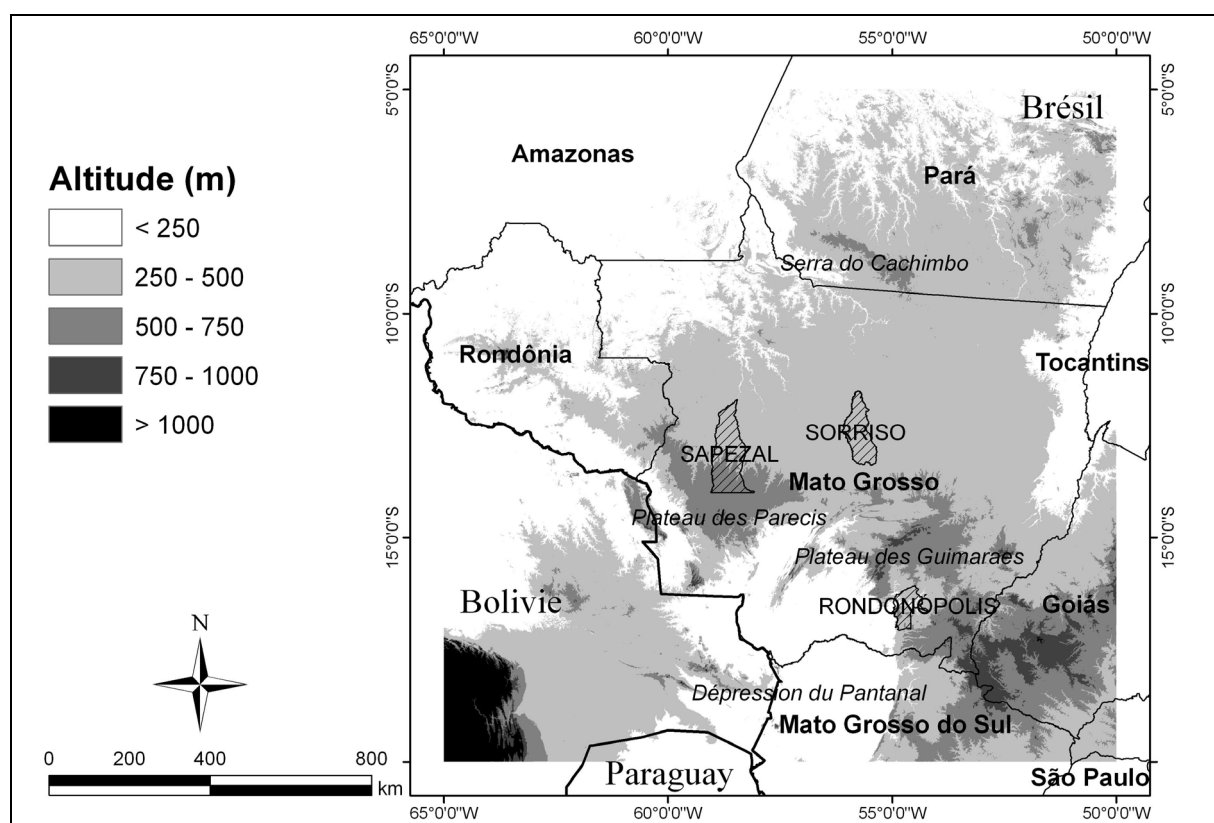 65°0'0"W 60°0'0"W 55°0'0"W 50°0'0"W
5°0'0"S 5°0'0"S
Brésil
Amazonas
Pará
Altitude (m)
< 250
250 - 500
500 - 750
750 - 1000
> 1000
Serra do Cachimbo
10°0'0"S 10°0'0"S
Rondônia
Tocantins
SORRISO
SAPEZAL
Mato Grosso
Plateau des Parecis
15°0'0"S 15°0'0"S
Plateau des Guimaraes
Bolivie
RONDONÓPOLIS
Goiás
N
Dépression du Pantanal
Mato Grosso do Sul
0 200 400 800
km
Paraguay
São Paulo
65°0'0"W 60°0'0"W 55°0'0"W 50°0'0"W